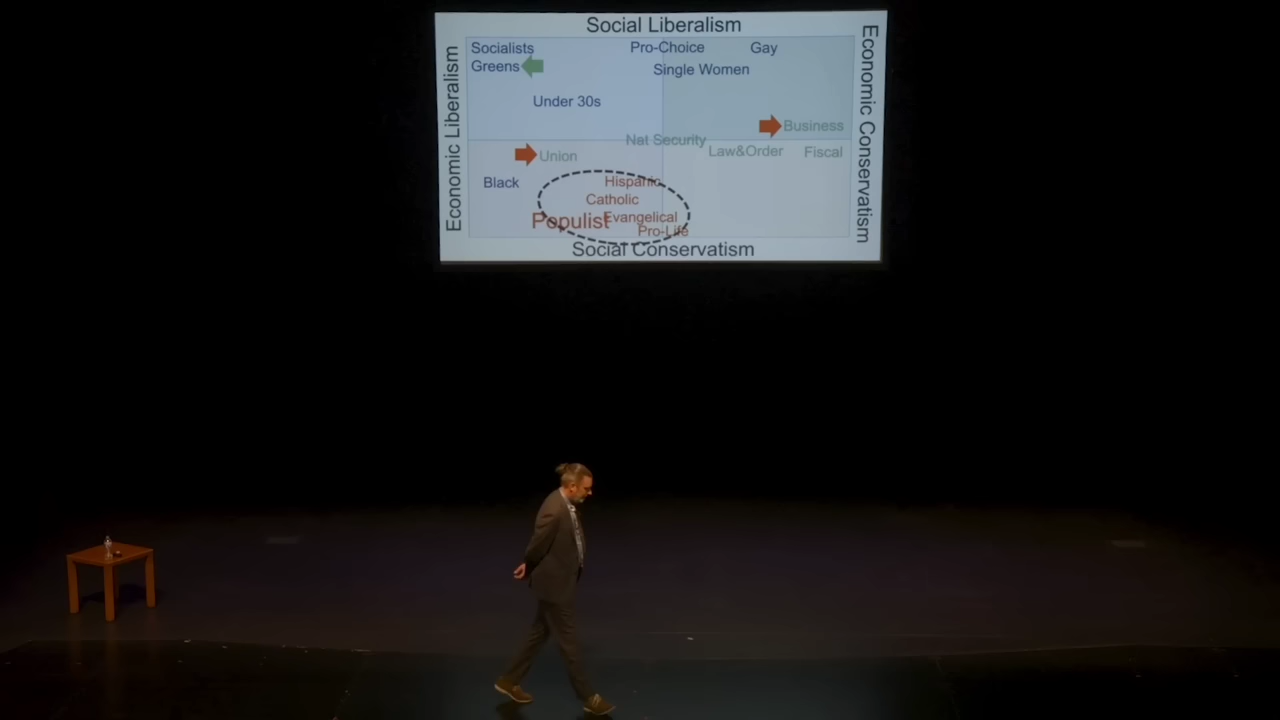 Social Liberalism
Economic Liberalism
Economic Conservatism
Socialists
Pro-Choice
Gay
Greens
Single Women
Under 30s
Business
Nat Security
Law&Order
Fiscal
Union
Black
Hispanic
Catholic
Populist
Evangelical
Pro-Life
Social Conservatism